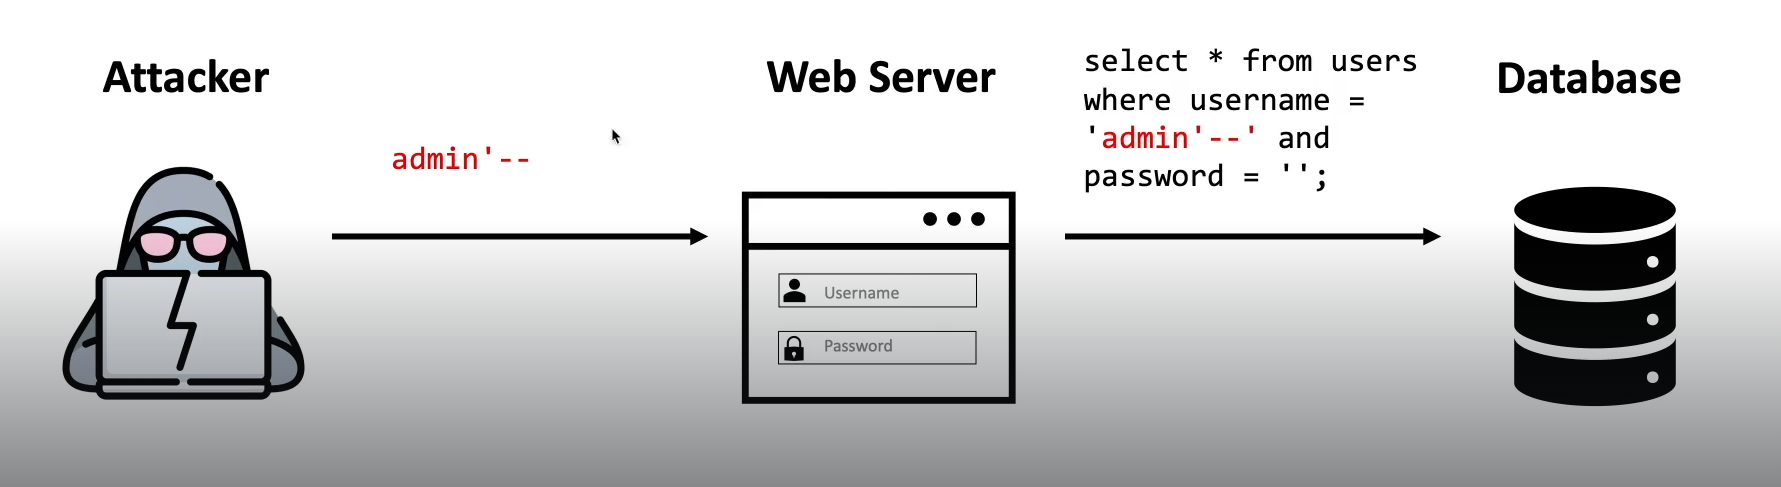 Attacker
admin'--
Web Server
Username
Password
select * from users
where username =
'admin'--' and
password = '';
Database